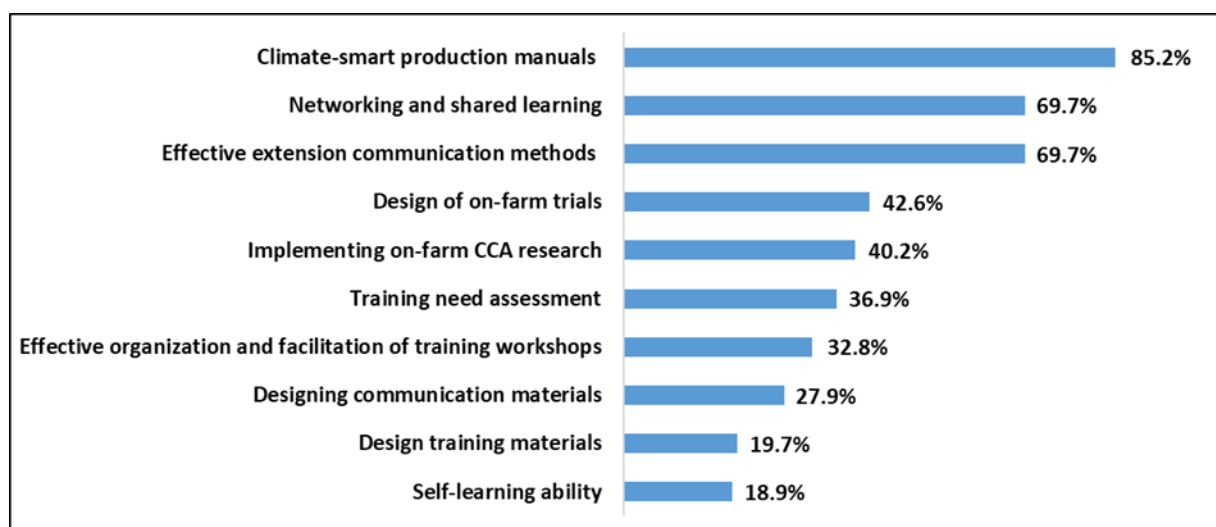 Climate-smart production manuals 85.2%
Networking and shared learning 69.7%
Effective extension communication methods 69.7%
Design of on-farm trials 42.6%
Implementing on-farm CCA research 40.2%
Training need assessment 36.9%
Effective organization and facilitation of training workshops 32.8%
Designing communication materials 27.9%
Design training materials 19.7%
Self-learning ability 18.9%